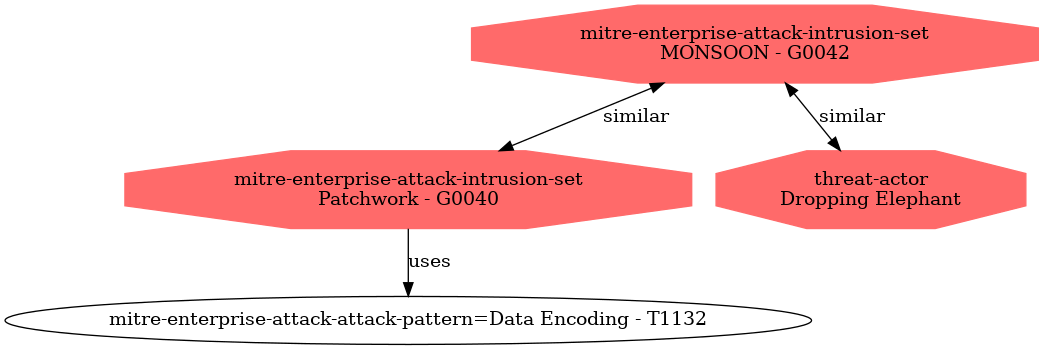 mitre-enterprise-attack-intrusion-set
MONSOON - G0042
similar
similar
mitre-enterprise-attack-intrusion-set
Patchwork - G0040
threat-actor
Dropping Elephant
uses
mitre-enterprise-attack-attack-pattern=Data Encoding - T1132